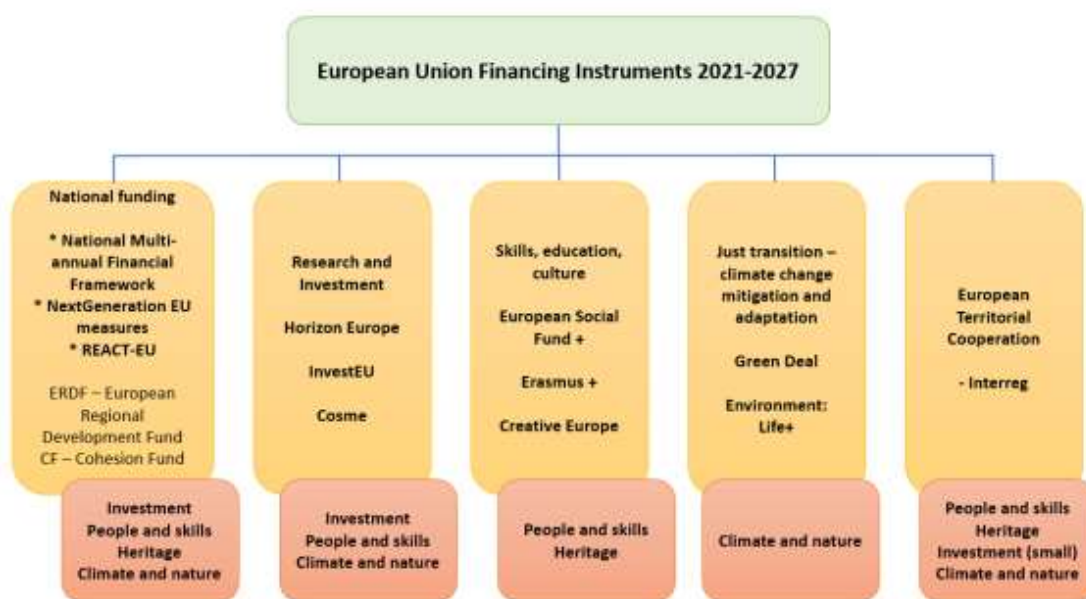 European Union Financing Instruments 2021-2027
National funding
* National Multi-
annual Financial
Framework
* NextGeneration EU
measures
* REACT-EU
ERDF – European
Regional
Development Fund
CF – Cohesion Fund
Investment
People and skills
Heritage
Climate and nature
Research and
Investment
Horizon Europe
InvestEU
Cosme
Investment
People and skills
Climate and nature
Skills, education,
culture
European Social
Fund +
Erasmus +
Creative Europe
People and skills
Heritage
Just transition –
climate change
mitigation and
adaptation
Green Deal
Environment:
Life+
Climate and nature
European
Territorial
Cooperation
- Interreg
People and skills
Heritage
Investment (small)
Climate and nature